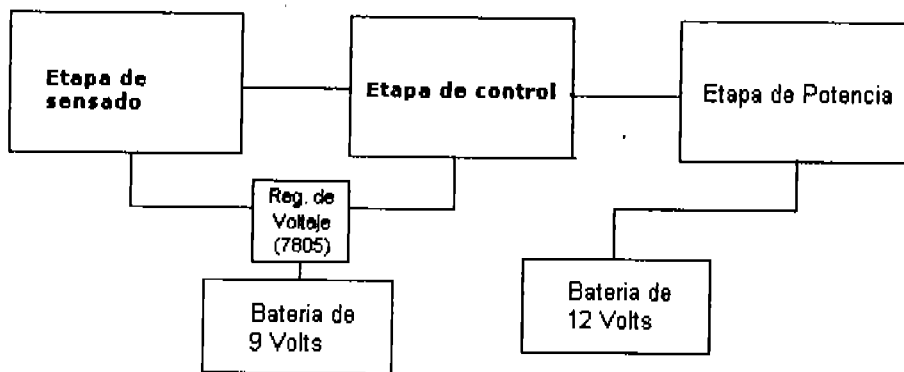 Etapa de
sensado
Etapa de control
Etapa de Potencia
Reg. de
Voltaje
(7805)
Bateria de
9 Volts
Bateria de
12 Volts